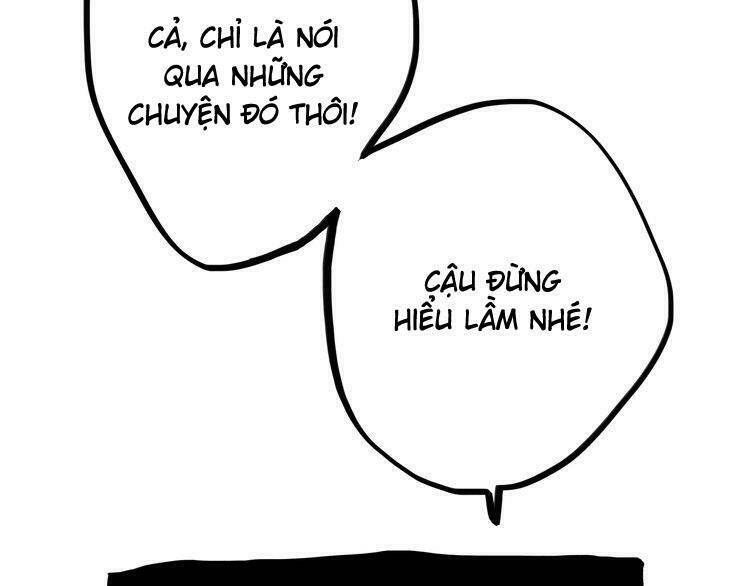 CẢ, CHỈ LÀ NÓI
QUA NHỮNG
CHUYỆN ĐÓ THÔI!
CẬU ĐỪNG
HIỂU LẦM NHÉ!